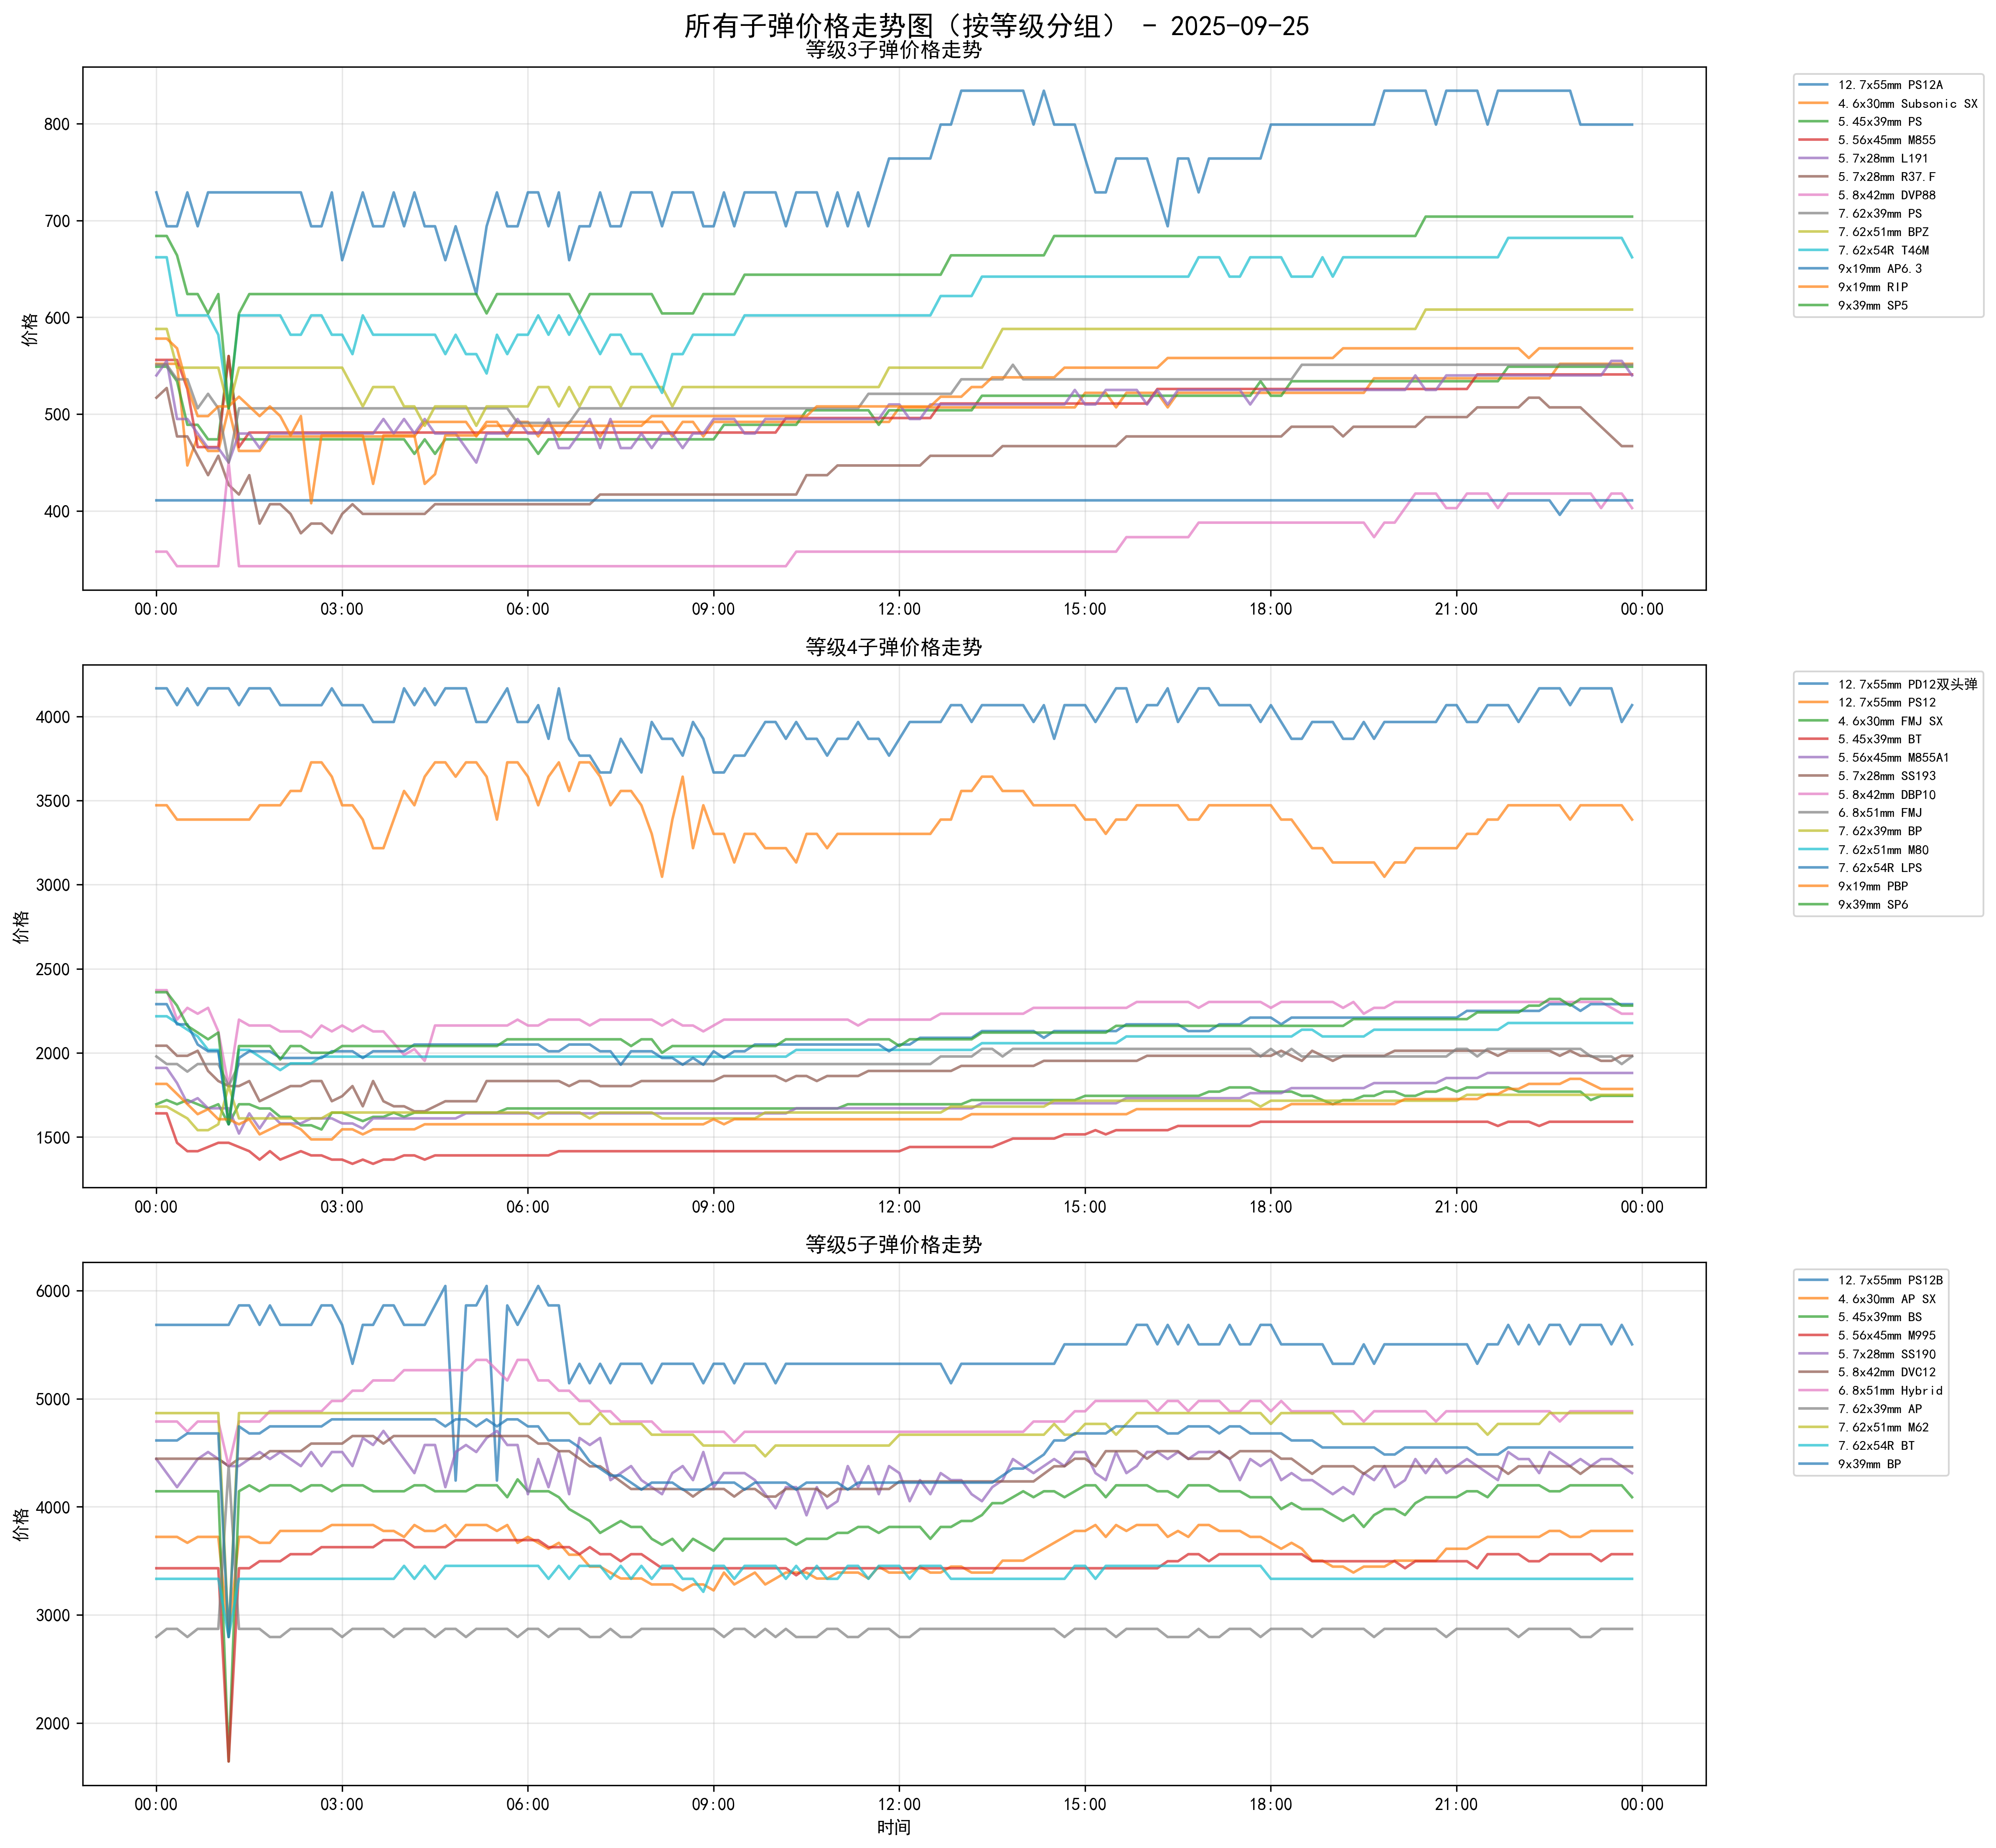 所有子弹价格走势图（按等级分组） - 2025-09-25
等级3子弹价格走势
价格
800
700
600
500
400
00:00 03:00 06:00 09:00 12:00 15:00 18:00 21:00 00:00
12.7x55mm PS12A
4.6x30mm Subsonic SX
5.45x39mm PS
5.56x45mm M855
5.7x28mm L191
5.7x28mm R37.F
5.8x42mm DVP88
7.62x39mm PS
7.62x51mm BPZ
7.62x54R T46M
9x19mm AP6.3
9x19mm RIP
9x39mm SP5
等级4子弹价格走势
价格
4000
3500
3000
2500
2000
1500
00:00 03:00 06:00 09:00 12:00 15:00 18:00 21:00 00:00
12.7x55mm PD12双头弹
12.7x55mm PS12
4.6x30mm FMJ SX
5.45x39mm BT
5.56x45mm M855A1
5.7x28mm SS193
5.8x42mm DBP10
6.8x51mm FMJ
7.62x39mm BP
7.62x51mm M80
7.62x54R LPS
9x19mm PBP
9x39mm SP6
等级5子弹价格走势
价格
6000
5000
4000
3000
2000
00:00 03:00 06:00 09:00 12:00 15:00 18:00 21:00 00:00
时间
12.7x55mm PS12B
4.6x30mm AP SX
5.45x39mm BS
5.56x45mm M995
5.7x28mm SS190
5.8x42mm DVC12
6.8x51mm Hybrid
7.62x39mm AP
7.62x51mm M62
7.62x54R BT
9x39mm BP